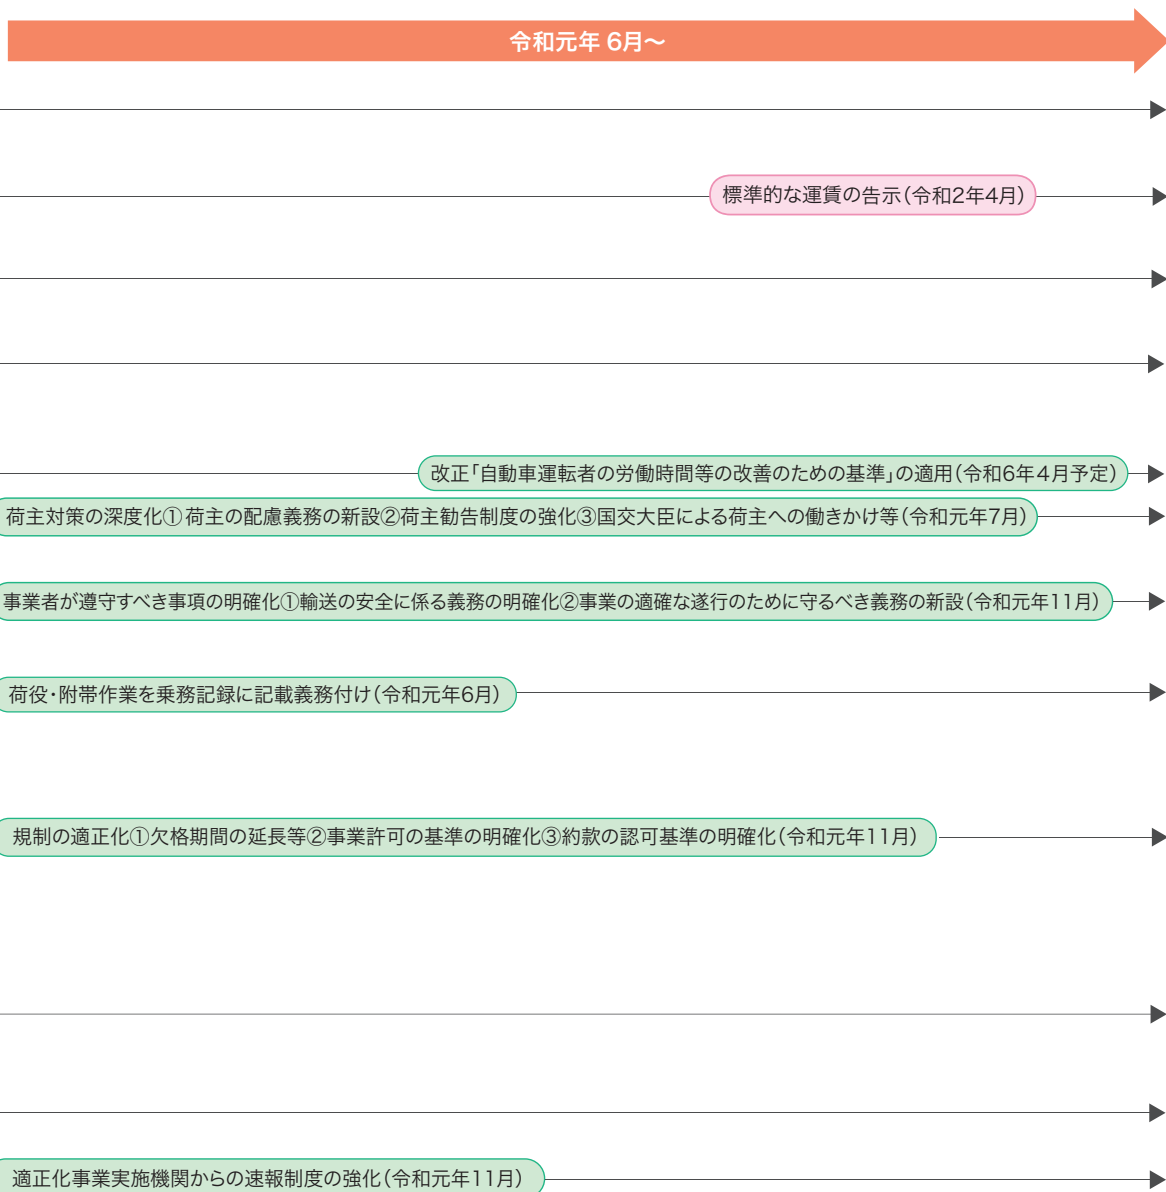 令和元年 6月～
標準的な運賃の告示(令和2年4月)
改正「自動車運転者の労働時間等の改善のための基準」の適用(令和6年4月予定)
荷主対策の深度化①荷主の配慮義務の新設②荷主勧告制度の強化③国交大臣による荷主への働きかけ等(令和元年7月)
事業者が遵守すべき事項の明確化①輸送の安全に係る義務の明確化②事業の適確な遂行のために守るべき義務の新設(令和元年11月)
荷役・附帯作業を乗務記録に記載義務付け(令和元年6月)
規制の適正化①欠格期間の延長等②事業許可の基準の明確化③約款の認可基準の明確化(令和元年11月)
適正化事業実施機関からの速報制度の強化(令和元年11月)